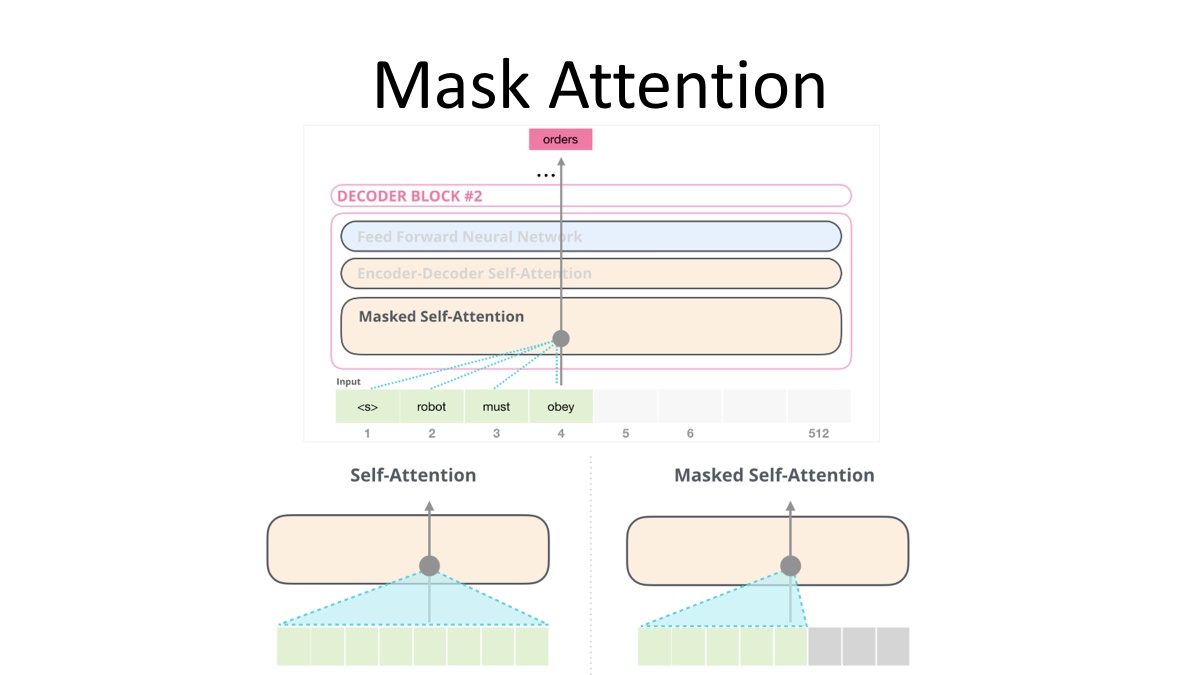 Mask Attention
orders
...
DECODER BLOCK #2
Feed Forward Neural Network
Encoder-Decoder Self-Attention
Masked Self-Attention
Input
<s> robot must obey
1 2 3 4 5 6 512
Self-Attention
Masked Self-Attention